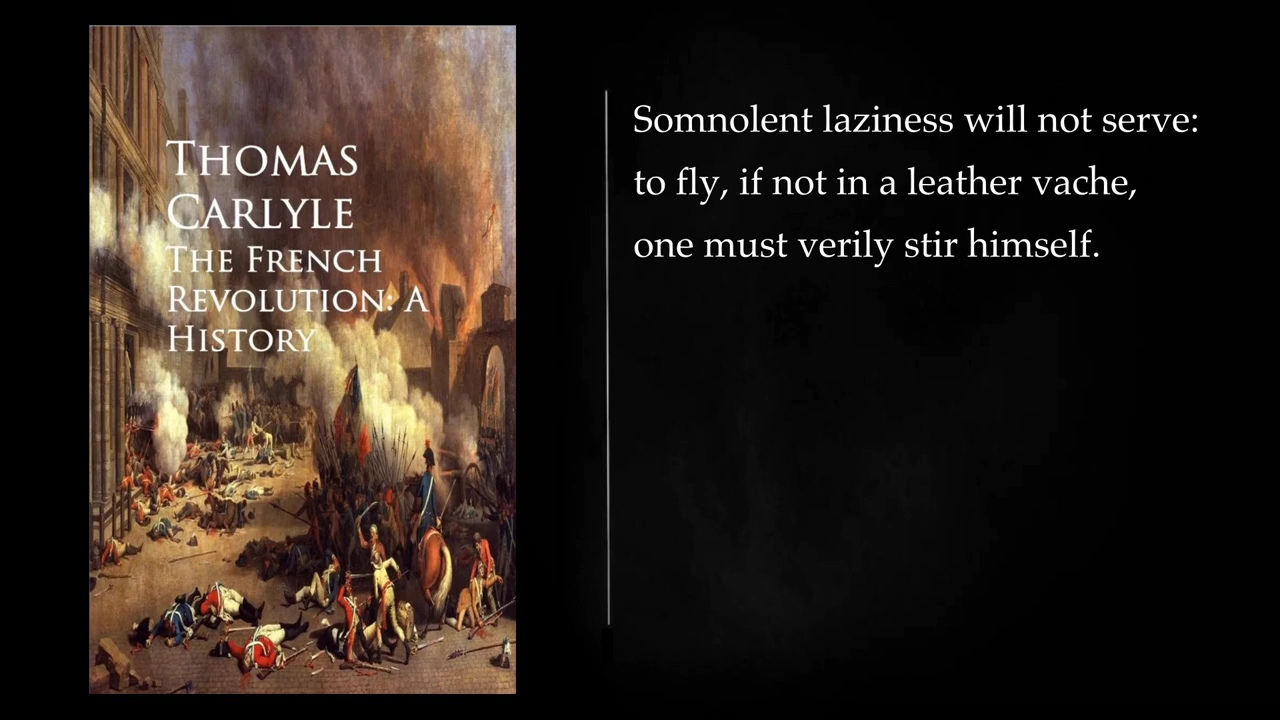 THOMAS
CARLYLE
THE FRENCH
REVOLUTION: A
HISTORY
Somnolent laziness will not serve:
to fly, if not in a leather vache,
one must verily stir himself.